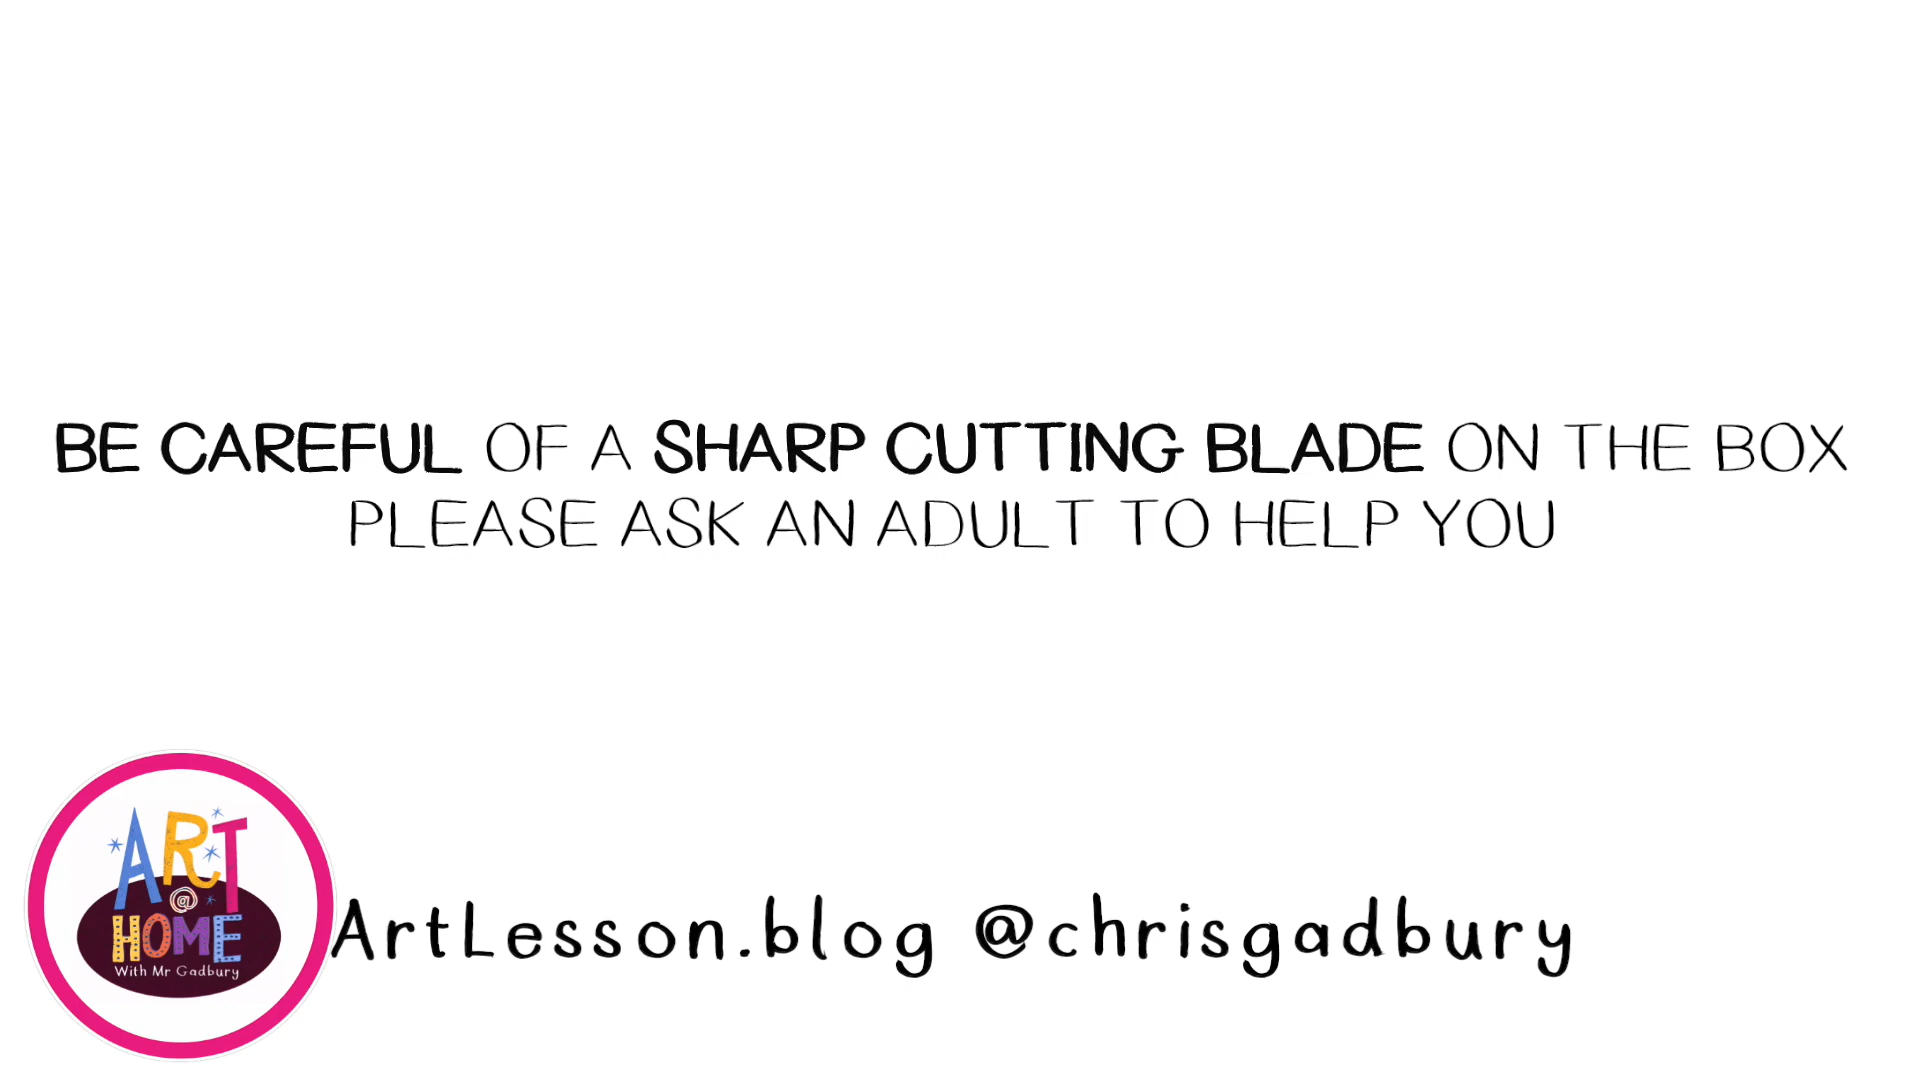 BE CAREFUL OF A SHARP CUTTING BLADE ON THE BOX
PLEASE ASK AN ADULT TO HELP YOU
ART
@
HOME
With Mr Gadbury
ArtLesson.blog @chrisgadbury